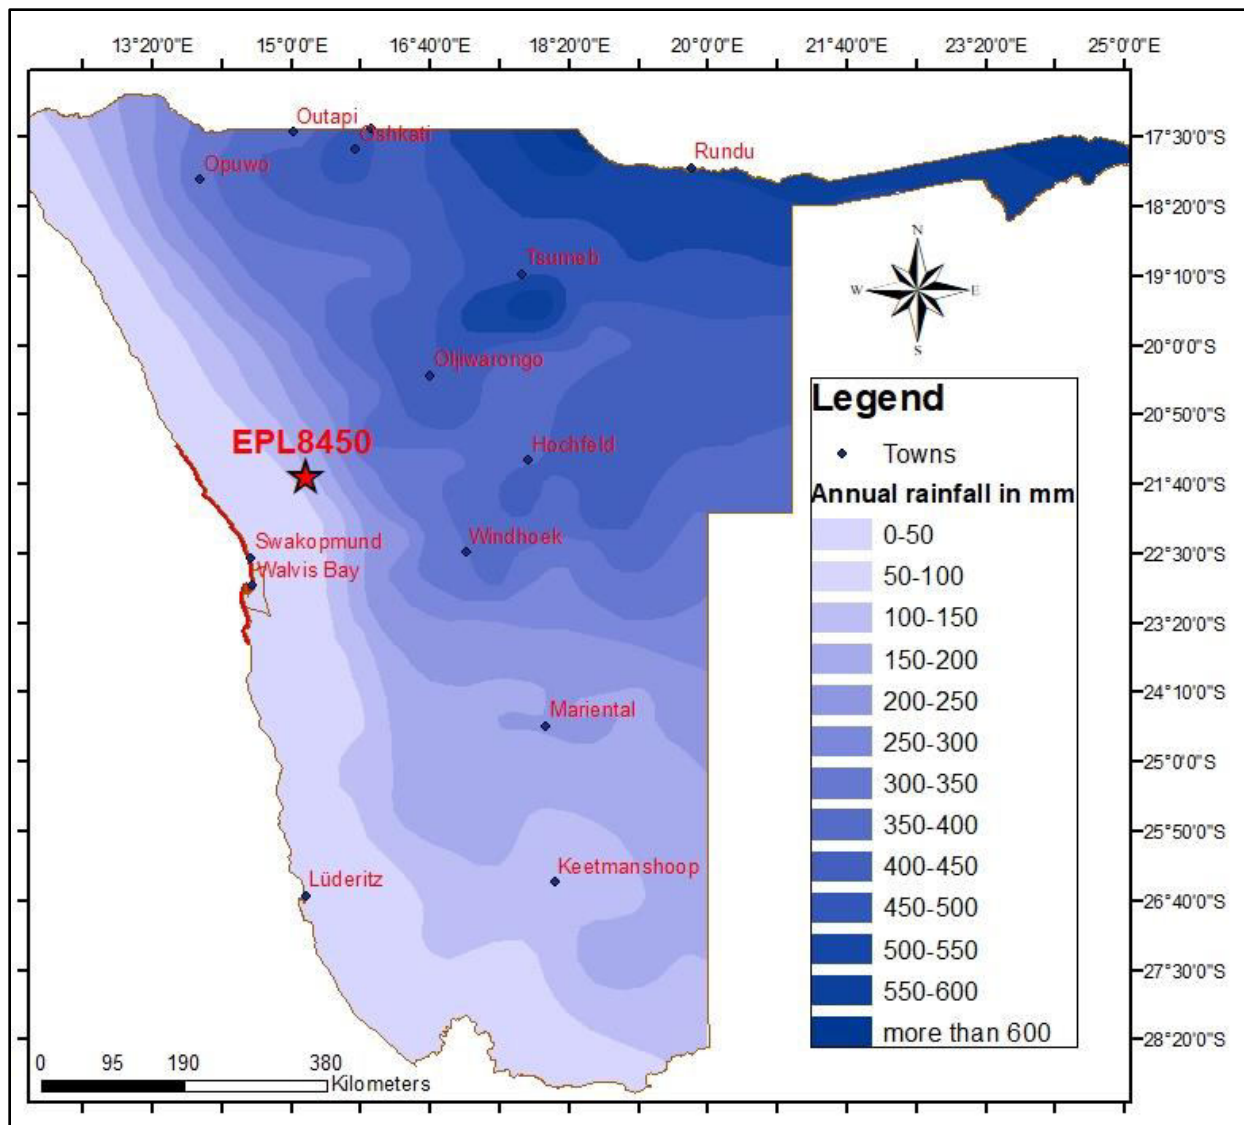 13°20'0"E 15°0'0"E 16°40'0"E 18°20'0"E 20°0'0"E 21°40'0"E 23°20'0"E 25°0'0"E
Outapi
Oshkati
Opuwo
Rundu
17°30'0"S
18°20'0"S
Tsumeb
N
W E
S
19°10'0"S
20°0'0"S
Oljiwarongo
20°50'0"S
EPL8450
Hochfeld
21°40'0"S
Swakopmund
Windhoek
22°30'0"S
Walvis Bay
23°20'0"S
24°10'0"S
Mariental
25°0'0"S
25°50'0"S
Keetmanshoop
Lüderitz
26°40'0"S
27°30'0"S
28°20'0"S
Legend
Towns
Annual rainfall in mm
0-50
50-100
100-150
150-200
200-250
250-300
300-350
350-400
400-450
450-500
500-550
550-600
more than 600
0 95 190 380
Kilometers